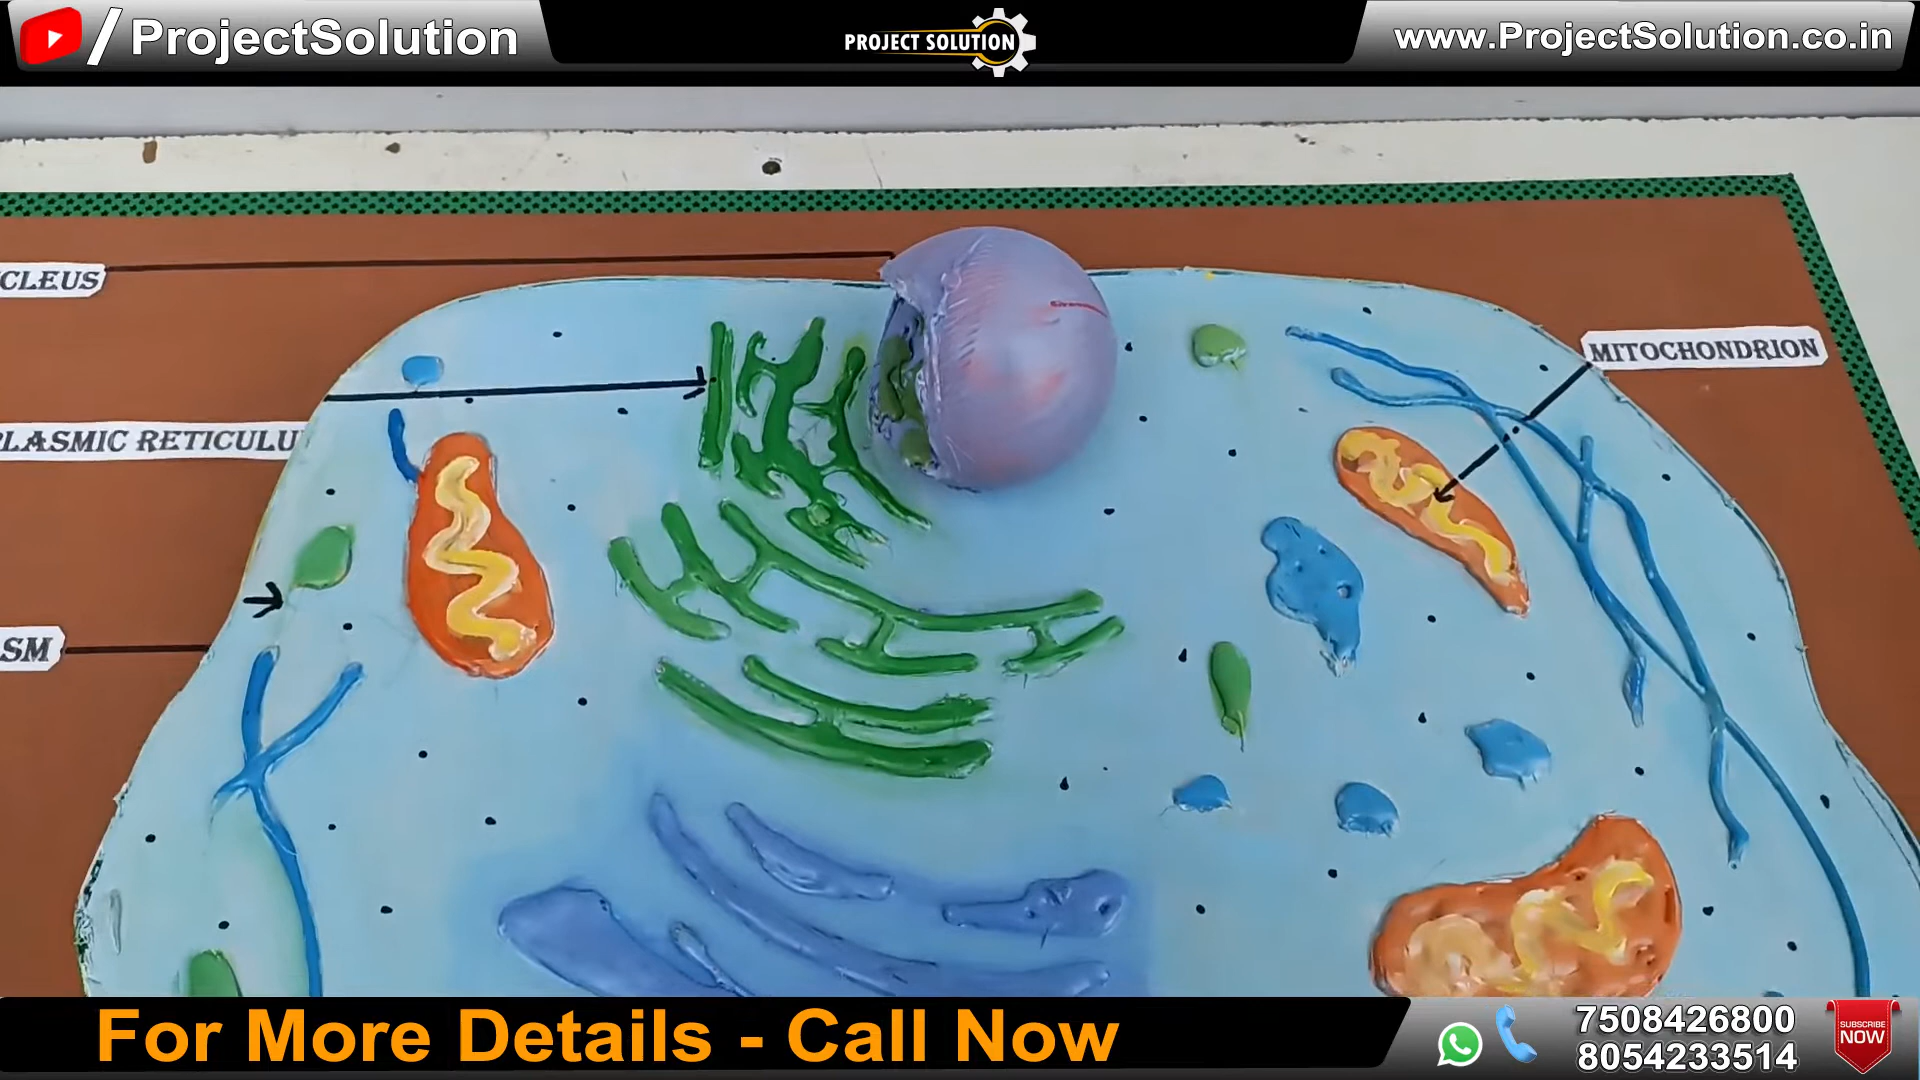 /ProjectSolution
PROJECT SOLUTION
www.ProjectSolution.co.in
CLEUS
MITOCHONDRION
LASMIC RETICULU
SM
For More Details - Call Now
7508426800
8054233514
SUBSCRIBE
NOW